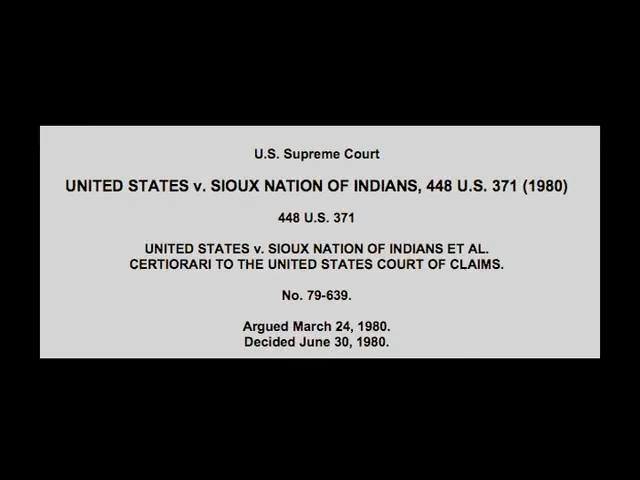 U.S. Supreme Court
UNITED STATES v. SIOUX NATION OF INDIANS, 448 U.S. 371 (1980)
448 U.S. 371
UNITED STATES v. SIOUX NATION OF INDIANS ET AL.
CERTIORARI TO THE UNITED STATES COURT OF CLAIMS.
No. 79-639.
Argued March 24, 1980.
Decided June 30, 1980.